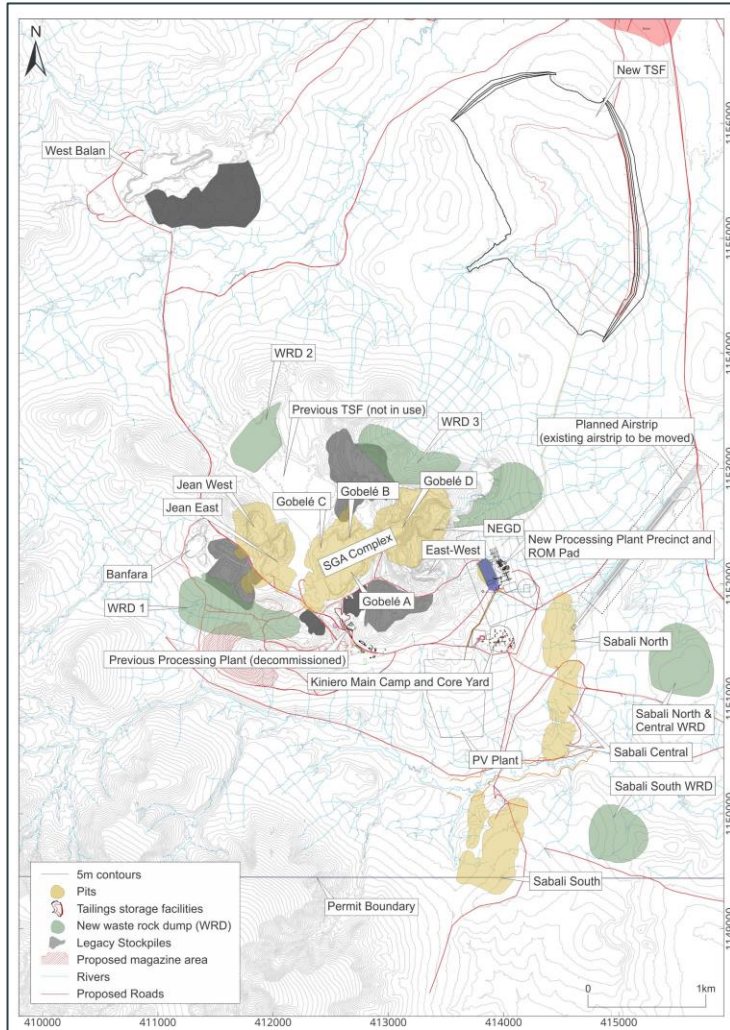 N
New TSF
1156000
West Balan
1155000
1154000
WRD 2
Previous TSF (not in use)
WRD 3
Planned Airstrip
(existing airstrip to be moved)
1153000
Jean West
Jean East
Gobelé C
Gobelé B
Gobelé D
SGA Complex
NEGD
East-West
New Processing Plant Precinct and
ROM Pad
Banfara
1152000
WRD 1
Gobelé A
Sabali North
Previous Processing Plant (decommissioned)
Kiniero Main Camp and Core Yard
1151000
Sabali North &
Central WRD
PV Plant
Sabali Central
Sabali South WRD
1150000
Sabali South
Permit Boundary
1149000
5m contours
Pits
Tailings storage facilities
New waste rock dump (WRD)
Legacy Stockpiles
Proposed magazine area
Rivers
Proposed Roads
0 1km
410000 411000 412000 413000 414000 415000